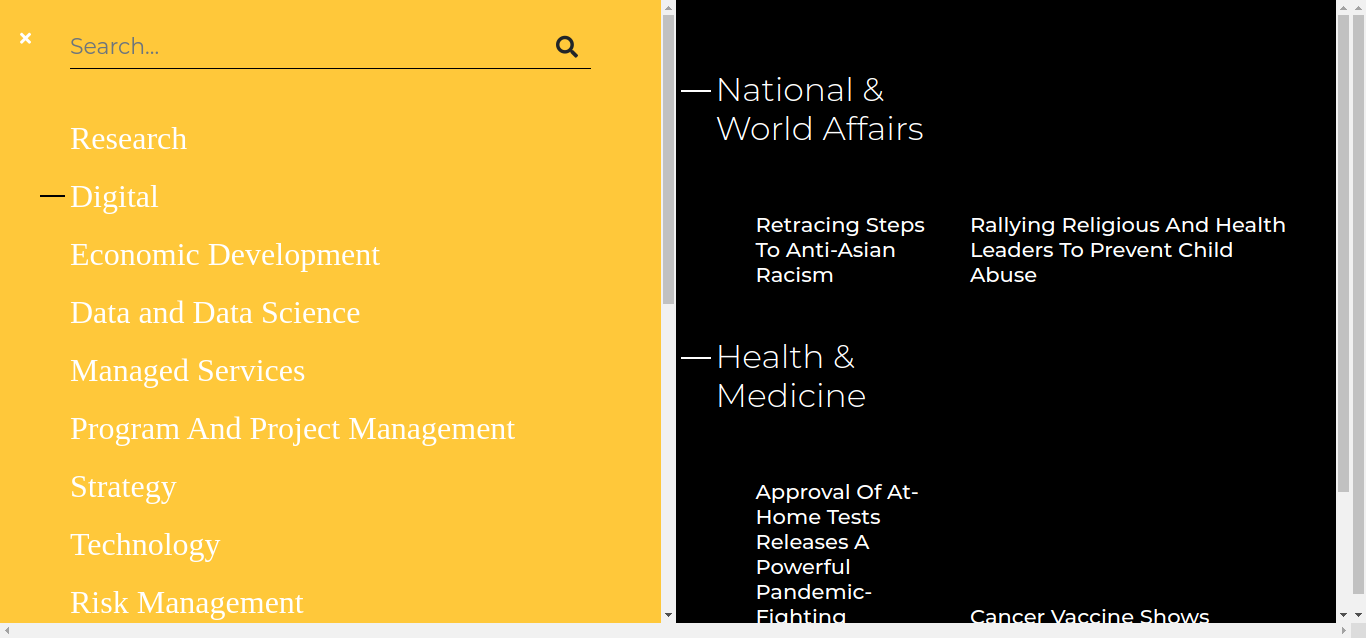 Search...
Research
Digital
Economic Development
Data and Data Science
Managed Services
Program And Project Management
Strategy
Technology
Risk Management
National &
World Affairs
Retracing Steps
To Anti-Asian
Racism
Rallying Religious And Health
Leaders To Prevent Child
Abuse
Health &
Medicine
Approval Of At-
Home Tests
Releases A
Powerful
Pandemic-
Fighting
Cancer Vaccine Shows